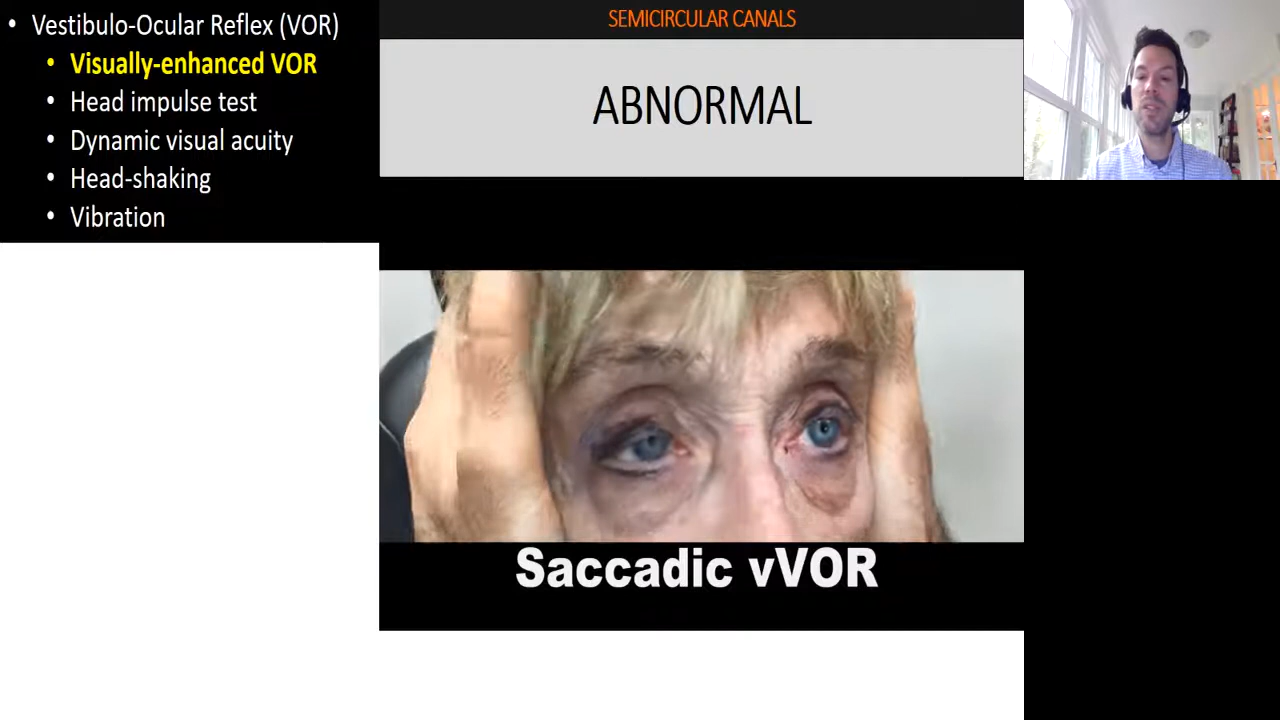 • Vestibulo-Ocular Reflex (VOR)
• Visually-enhanced VOR
• Head impulse test
• Dynamic visual acuity
• Head-shaking
• Vibration
SEMICIRCULAR CANALS
ABNORMAL
Saccadic vVOR